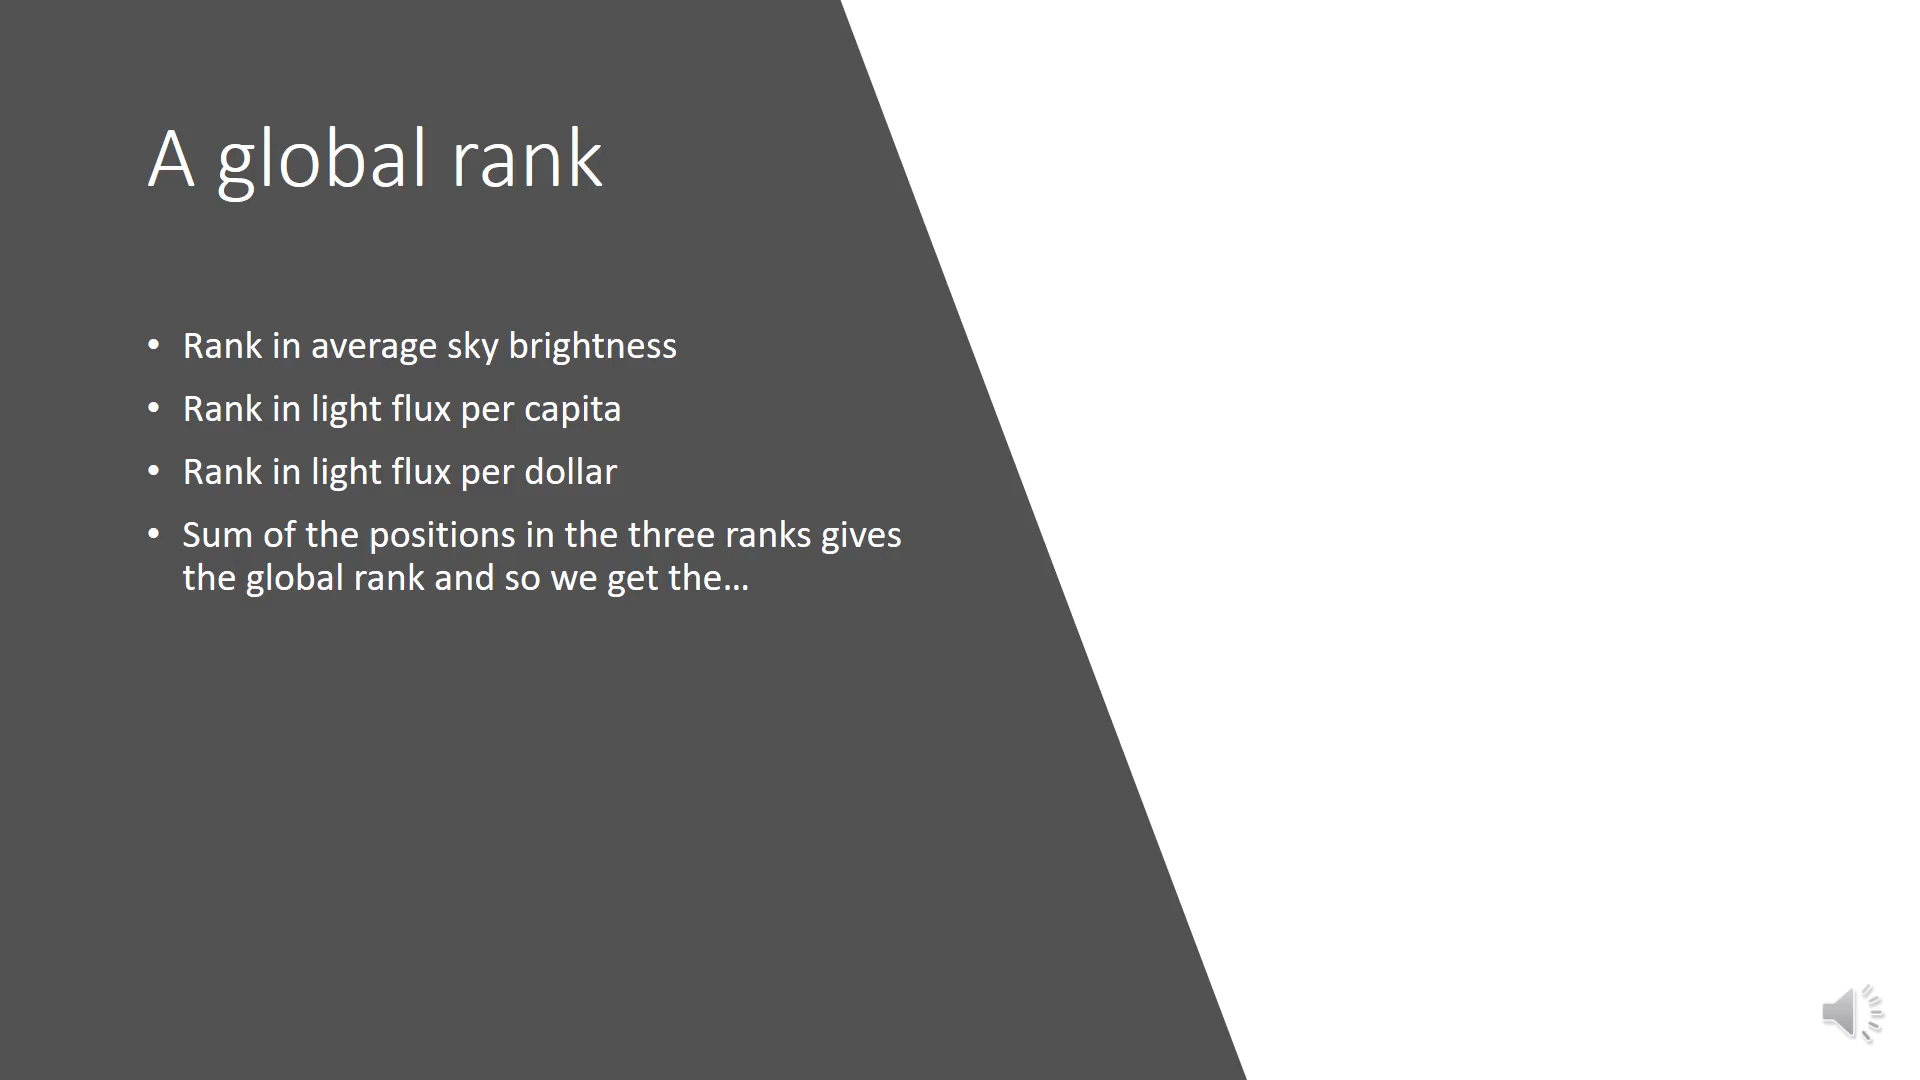 A global rank
• Rank in average sky brightness
• Rank in light flux per capita
• Rank in light flux per dollar
• Sum of the positions in the three ranks gives
the global rank and so we get the…